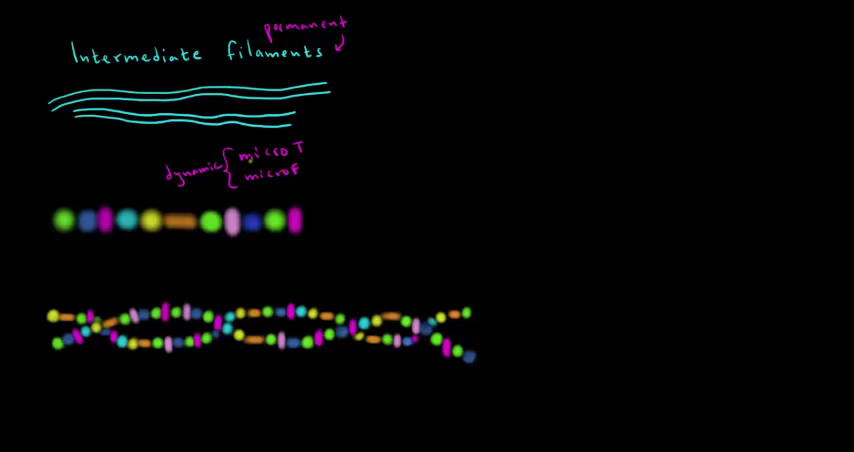 permanent
Intermediate filaments
dynamic { micro T
micro F